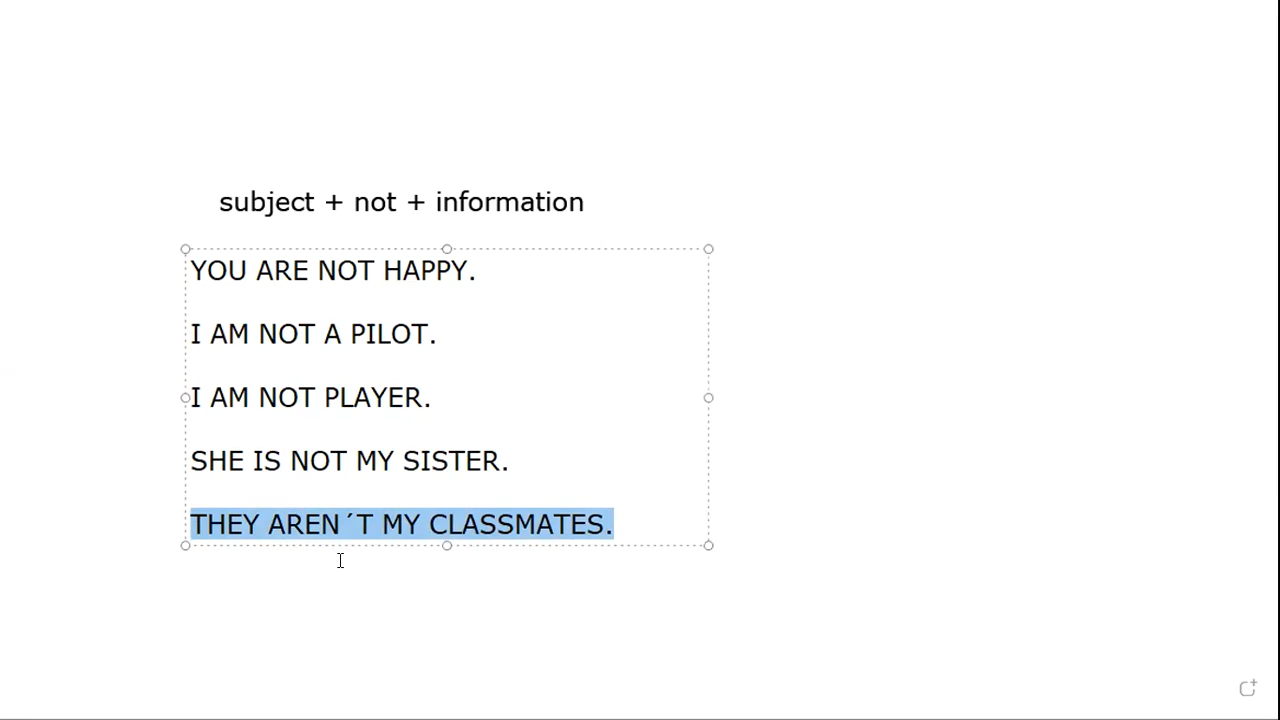 subject + not + information
YOU ARE NOT HAPPY.
I AM NOT A PILOT.
I AM NOT PLAYER.
SHE IS NOT MY SISTER.
THEY AREN´T MY CLASSMATES.